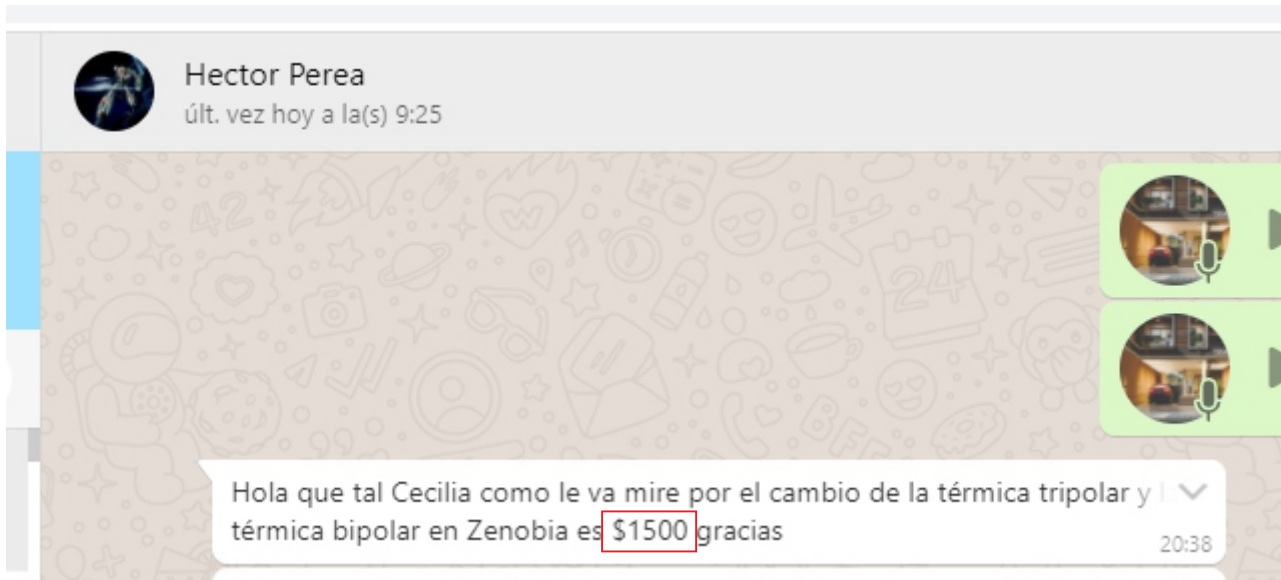 Hector Perea
últ. vez hoy a la(s) 9:25
Hola que tal Cecilia como le va mire por el cambio de la térmica tripolar y
térmica bipolar en Zenobia es $1500 gracias
20:38